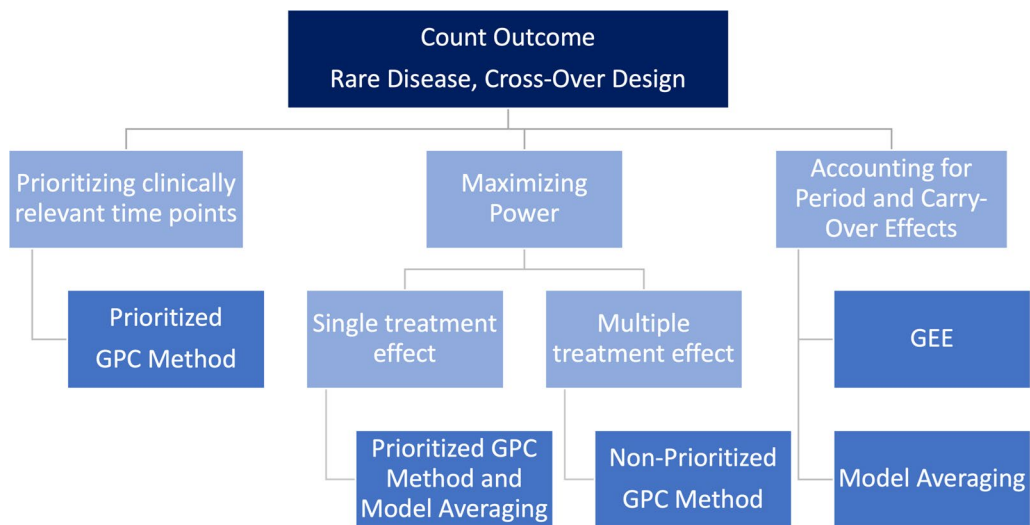 Count Outcome
Rare Disease, Cross-Over Design
Prioritizing clinically
relevant time points
Maximizing
Power
Accounting for
Period and Carry-
Over Effects
Prioritized
GPC Method
Single treatment
effect
Multiple
treatment effect
GEE
Prioritized GPC
Method and
Model Averaging
Non-Prioritized
GPC Method
Model Averaging